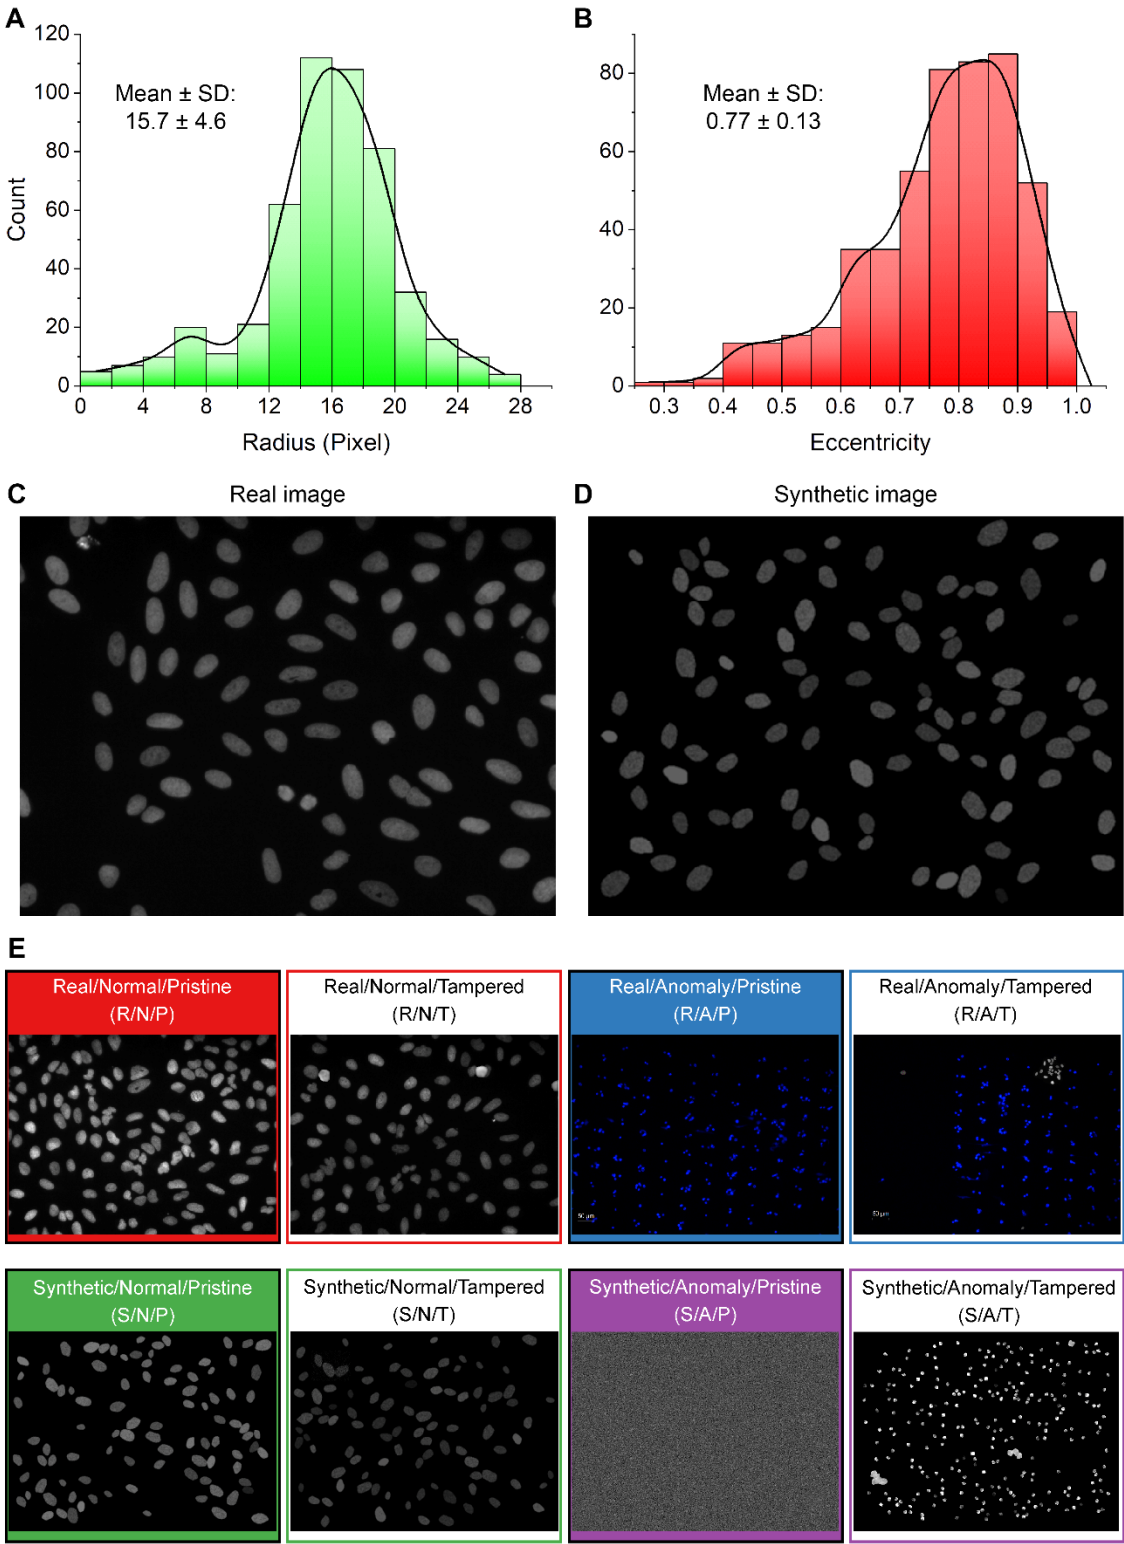 A
B
120
100
80
60
40
20
0
Count
Mean ± SD:
15.7 ± 4.6
0 4 8 12 16 20 24 28
Radius (Pixel)
80
60
40
20
0
Mean ± SD:
0.77 ± 0.13
0.3 0.4 0.5 0.6 0.7 0.8 0.9 1.0
Eccentricity
C Real image
D Synthetic image
E
Real/Normal/Pristine
(R/N/P)
Real/Normal/Tampered
(R/N/T)
Real/Anomaly/Pristine
(R/A/P)
50 µm
Real/Anomaly/Tampered
(R/A/T)
50 µm
Synthetic/Normal/Pristine
(S/N/P)
Synthetic/Normal/Tampered
(S/N/T)
Synthetic/Anomaly/Pristine
(S/A/P)
Synthetic/Anomaly/Tampered
(S/A/T)